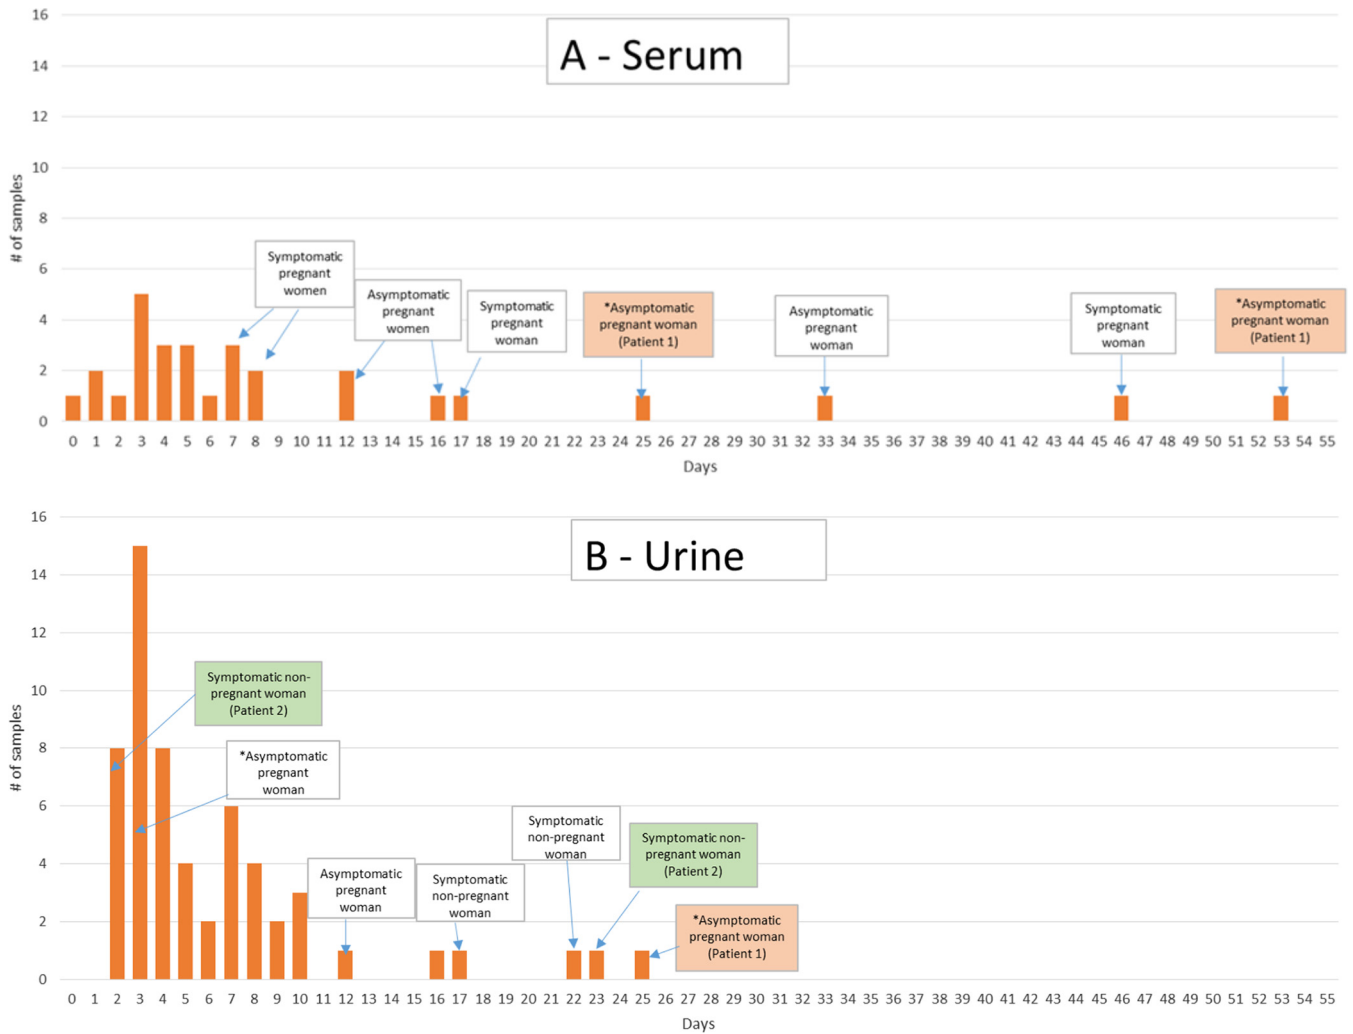 A - Serum
# of samples
16
14
12
10
8
6
4
2
0
Symptomatic
pregnant
women
Asymptomatic
pregnant
women
Symptomatic
pregnant
woman
*Asymptomatic
pregnant woman
(Patient 1)
Asymptomatic
pregnant
woman
Symptomatic
pregnant
woman
*Asymptomatic
pregnant woman
(Patient 1)
0 1 2 3 4 5 6 7 8 9 10 11 12 13 14 15 16 17 18 19 20 21 22 23 24 25 26 27 28 29 30 31 32 33 34 35 36 37 38 39 40 41 42 43 44 45 46 47 48 49 50 51 52 53 54 55
Days
B - Urine
# of samples
16
14
12
10
8
6
4
2
0
Symptomatic non-
pregnant woman
(Patient 2)
*Asymptomatic
pregnant
woman
Asymptomatic
pregnant
woman
Symptomatic
non-pregnant
woman
Symptomatic
non-pregnant
woman
Symptomatic non-
pregnant woman
(Patient 2)
*Asymptomatic
pregnant woman
(Patient 1)
0 1 2 3 4 5 6 7 8 9 10 11 12 13 14 15 16 17 18 19 20 21 22 23 24 25 26 27 28 29 30 31 32 33 34 35 36 37 38 39 40 41 42 43 44 45 46 47 48 49 50 51 52 53 54 55
Days